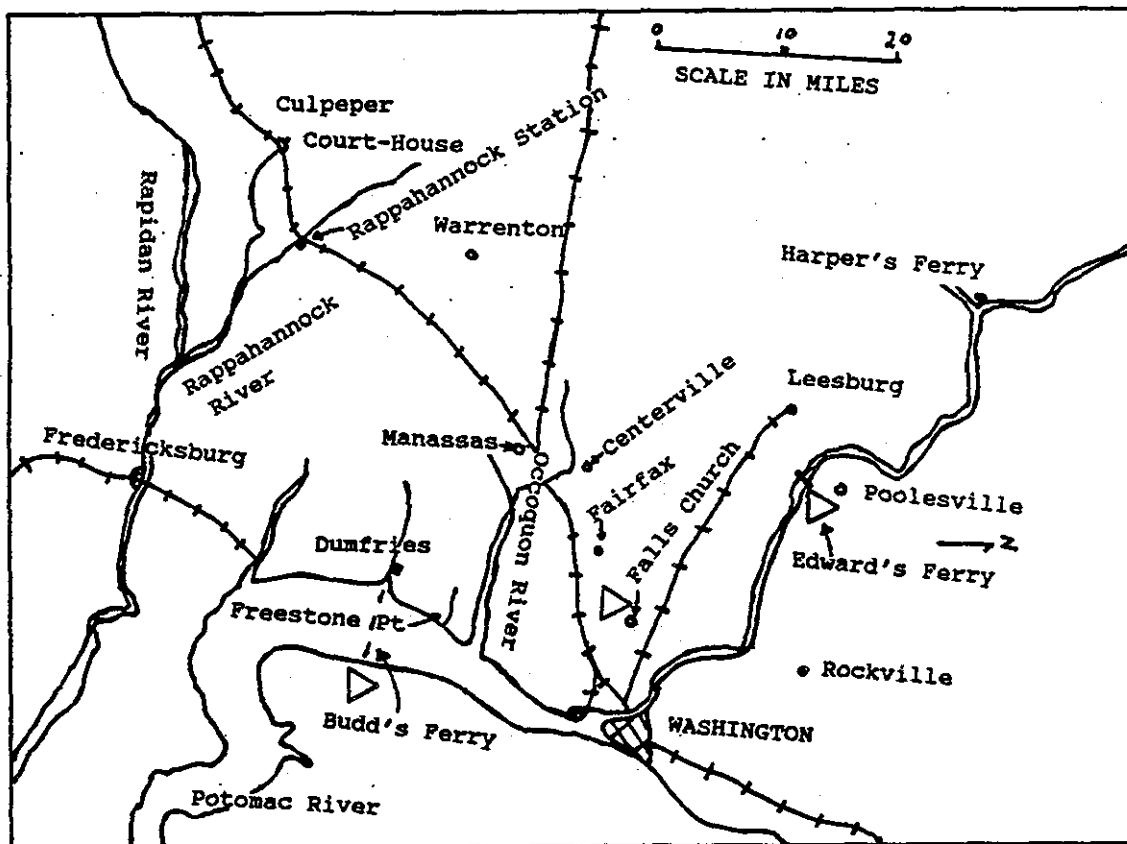 0 10 20
SCALE IN MILES
Culpeper
Court-House
Rappahannock Station
Rapidan River
Warrenton
Harper's Ferry
Rappahannock
River
Leesburg
Fredericksburg
Manassas
Centerville
Occoquon River
Fairfax
Falls Church
Poolesville
N
Edward's Ferry
Dumfries
Freestone Pt
Rockville
Budd's Ferry
WASHINGTON
Potomac River